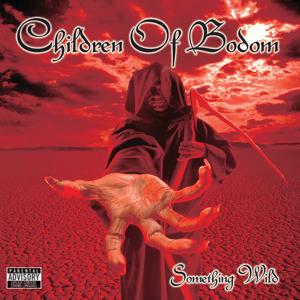 Children Of Bodom
PARENTAL
ADVISORY
EXPLICIT CONTENT
Something Wild